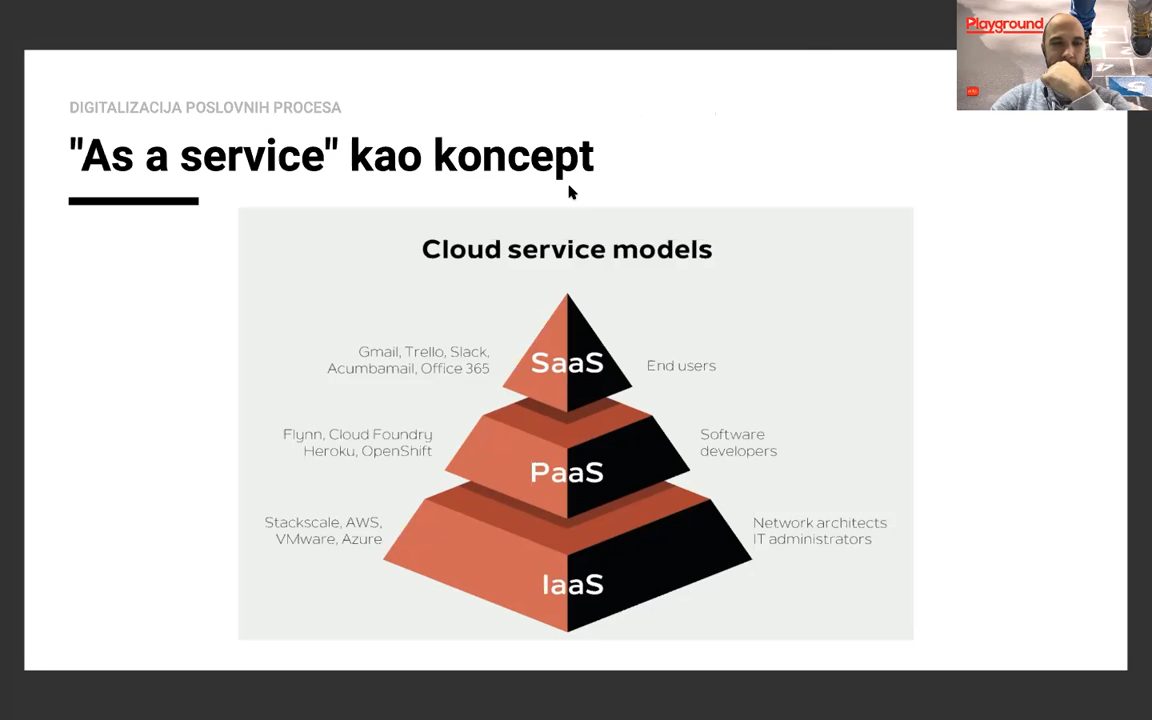 DIGITALIZACIJA POSLOVNIH PROCESA
"As a service" kao koncept
Playground
Cloud service models
Gmail, Trello, Slack,
Acumbamail, Office 365
SaaS
End users
Flynn, Cloud Foundry
Heroku, OpenShift
PaaS
Software
developers
Stackscale, AWS,
VMware, Azure
IaaS
Network architects
IT administrators